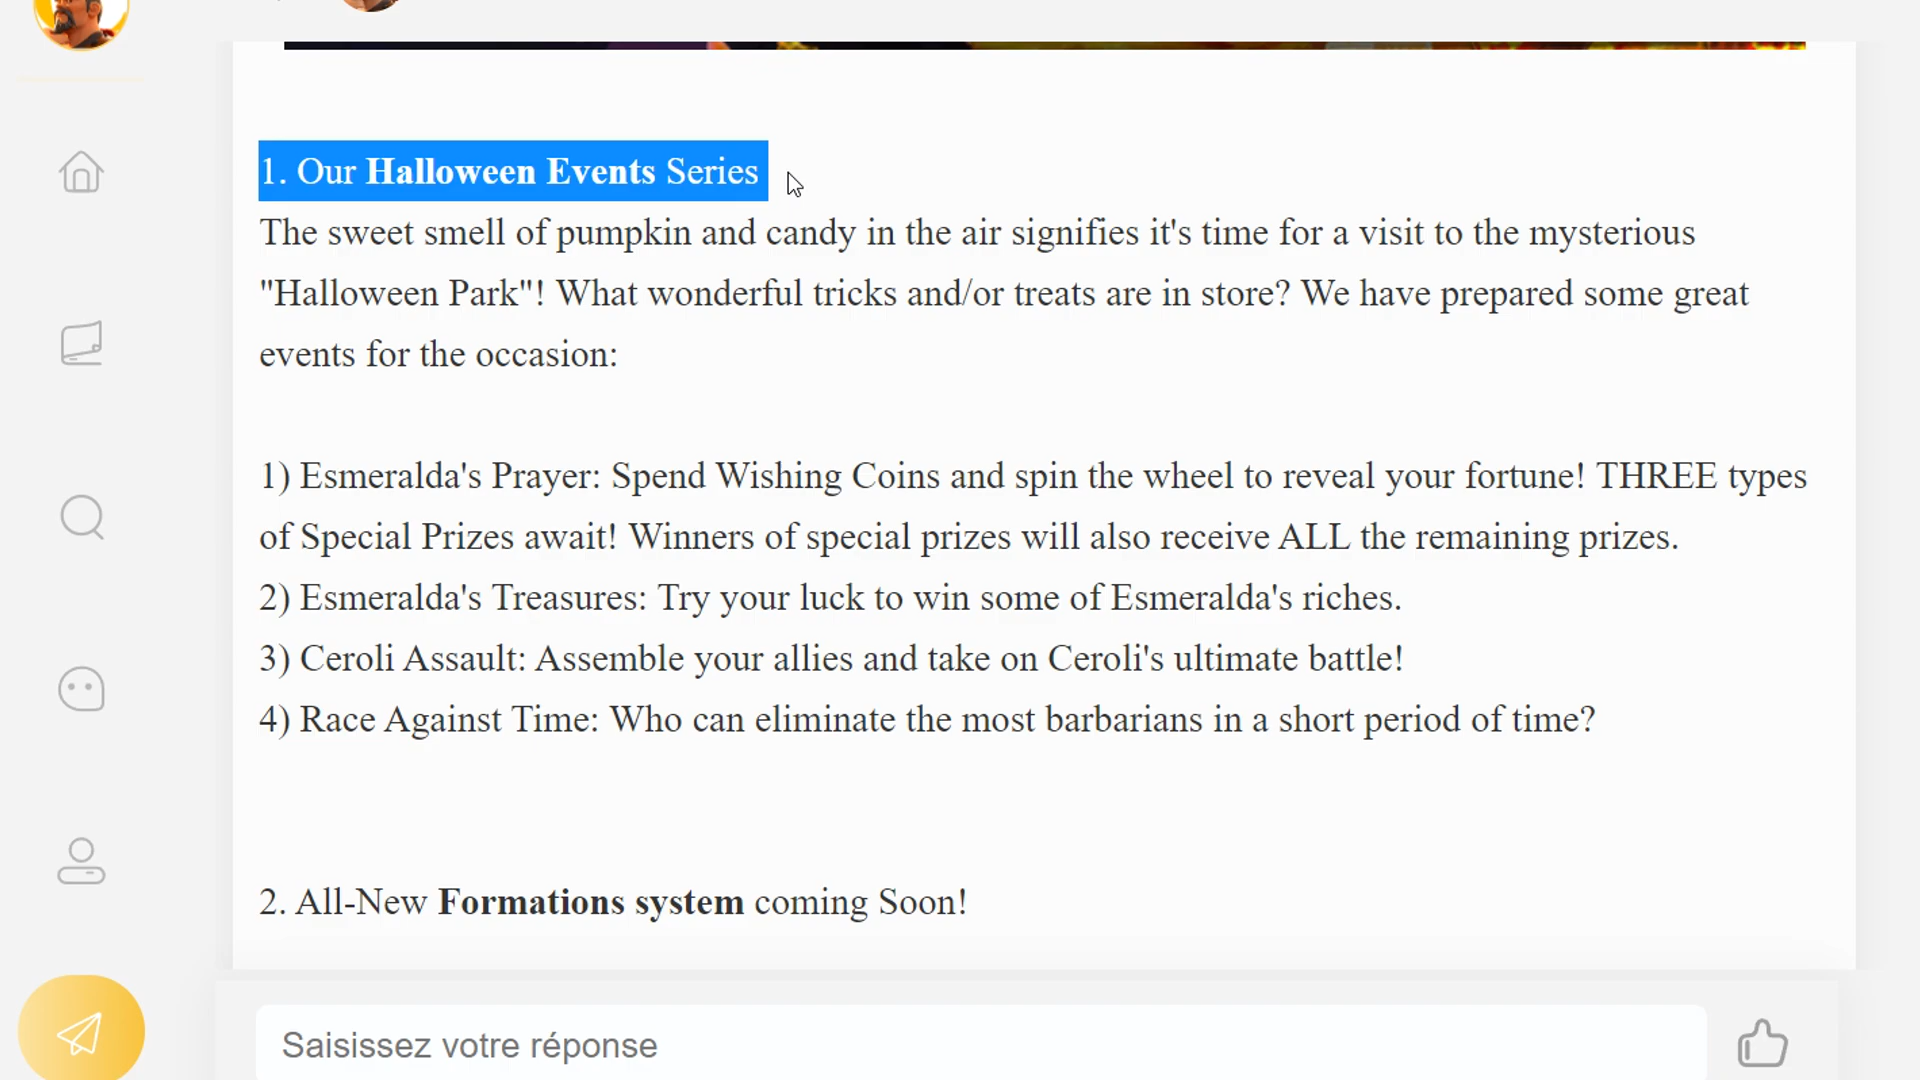 1. Our Halloween Events Series
The sweet smell of pumpkin and candy in the air signifies it's time for a visit to the mysterious
"Halloween Park"! What wonderful tricks and/or treats are in store? We have prepared some great
events for the occasion:
1) Esmeralda's Prayer: Spend Wishing Coins and spin the wheel to reveal your fortune! THREE types
of Special Prizes await! Winners of special prizes will also receive ALL the remaining prizes.
2) Esmeralda's Treasures: Try your luck to win some of Esmeralda's riches.
3) Ceroli Assault: Assemble your allies and take on Ceroli's ultimate battle!
4) Race Against Time: Who can eliminate the most barbarians in a short period of time?
2. All-New Formations system coming Soon!
Saisissez votre réponse